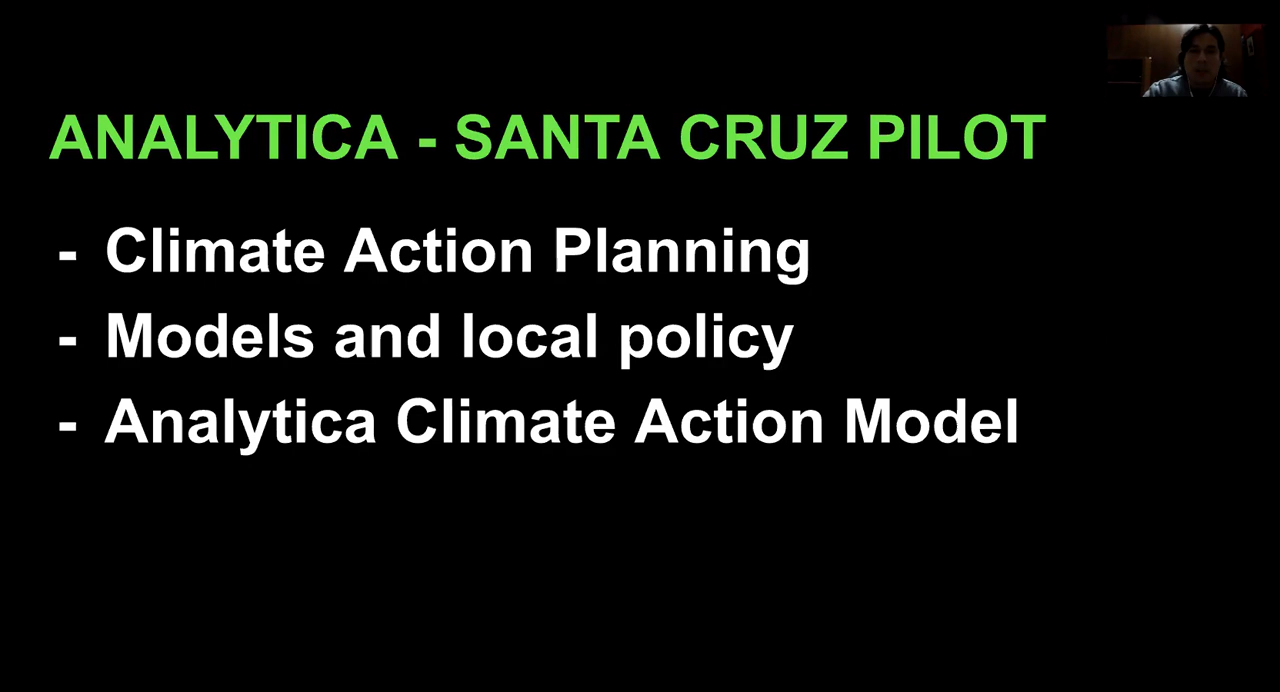 ANALYTICA - SANTA CRUZ PILOT
- Climate Action Planning
- Models and local policy
- Analytica Climate Action Model